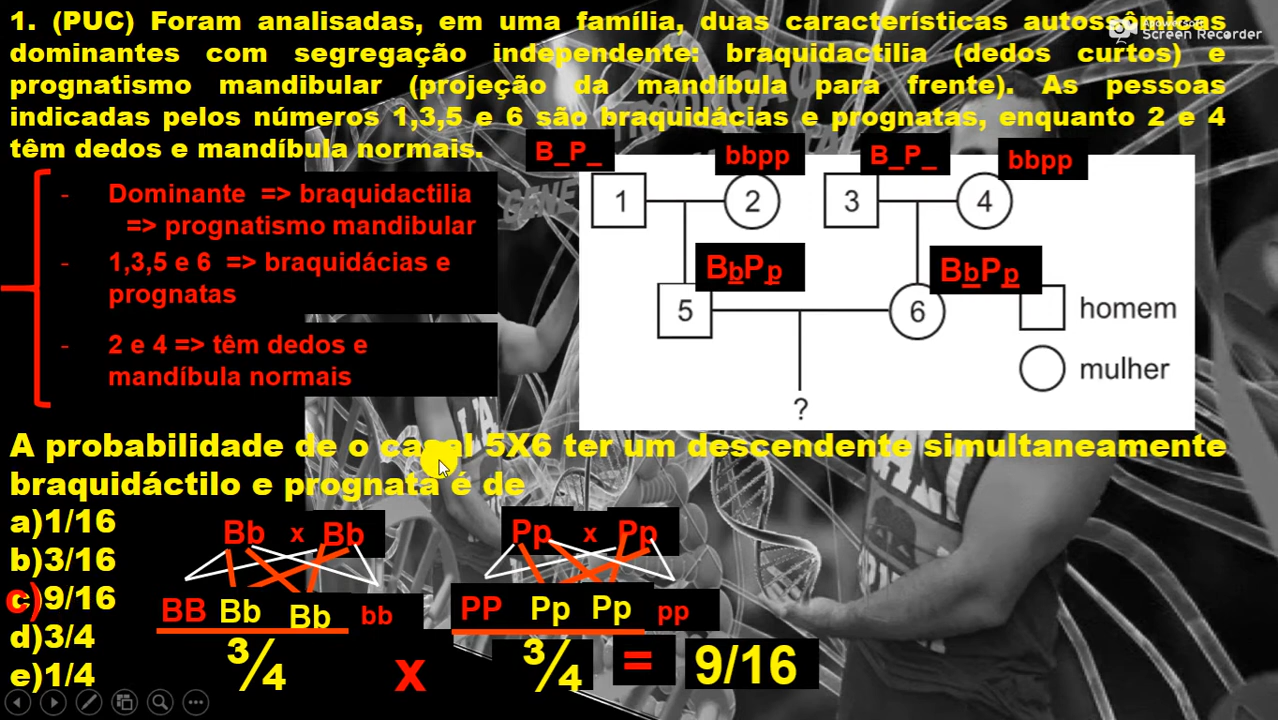 1. (PUC) Foram analisadas, em uma família, duas características autossômicas
dominantes com segregação independente: braquidactilia (dedos curtos) e
prognatismo mandibular (projeção da mandíbula para frente). As pessoas
indicadas pelos números 1,3,5 e 6 são braquidácias e prognatas, enquanto 2 e 4
têm dedos e mandíbula normais.
Screen Recorder
- Dominante => braquidactilia
=> prognatismo mandibular
- 1,3,5 e 6 => braquidácias e
prognatas
- 2 e 4 => têm dedos e
mandíbula normais
B_P_ bbpp B_P_ bbpp
1 2 3 4
BbPp BbPp
5 6 homem
mulher
?
A probabilidade de o casal 5X6 ter um descendente simultaneamente
braquidáctilo e prognata é de
a)1/16
b)3/16
c)9/16
d)3/4
e)1/4
c)
Bb x Bb Pp x Pp
BB Bb Bb bb PP Pp Pp pp
¾ x ¾ = 9/16